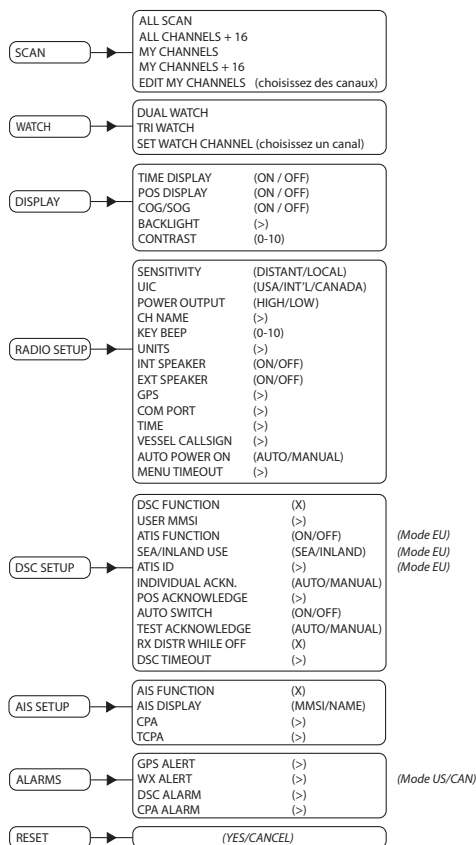 SCAN
ALL SCAN
ALL CHANNELS + 16
MY CHANNELS
MY CHANNELS + 16
EDIT MY CHANNELS (choisissez des canaux)
WATCH
DUAL WATCH
TRI WATCH
SET WATCH CHANNEL (choisissez un canal)
DISPLAY
TIME DISPLAY (ON / OFF)
POS DISPLAY (ON / OFF)
COG/SOG (ON / OFF)
BACKLIGHT (>)
CONTRAST (0-10)
RADIO SETUP
SENSITIVITY (DISTANT/LOCAL)
UIC (USA/INT'L/CANADA)
POWER OUTPUT (HIGH/LOW)
CH NAME (>)
KEY BEEP (0-10)
UNITS (>)
INT SPEAKER (ON/OFF)
EXT SPEAKER (ON/OFF)
GPS (>)
COM PORT (>)
TIME (>)
VESSEL CALLSIGN (>)
AUTO POWER ON (AUTO/MANUAL)
MENU TIMEOUT (>)
DSC SETUP
DSC FUNCTION (X)
USER MMSI (>)
ATIS FUNCTION (ON/OFF) (Mode EU)
SEA/INLAND USE (SEA/INLAND) (Mode EU)
ATIS ID (>) (Mode EU)
INDIVIDUAL ACKN. (AUTO/MANUAL)
POS ACKNOWLEDGE (>)
AUTO SWITCH (ON/OFF)
TEST ACKNOWLEDGE (AUTO/MANUAL)
RX DISTR WHILE OFF (X)
DSC TIMEOUT (>)
AIS SETUP
AIS FUNCTION (X)
AIS DISPLAY (MMSI/NAME)
CPA (>)
TCPA (>)
ALARMS
GPS ALERT (>)
WX ALERT (>) (Mode US/CAN)
DSC ALARM (>)
CPA ALARM (>)
RESET
(YES/CANCEL)